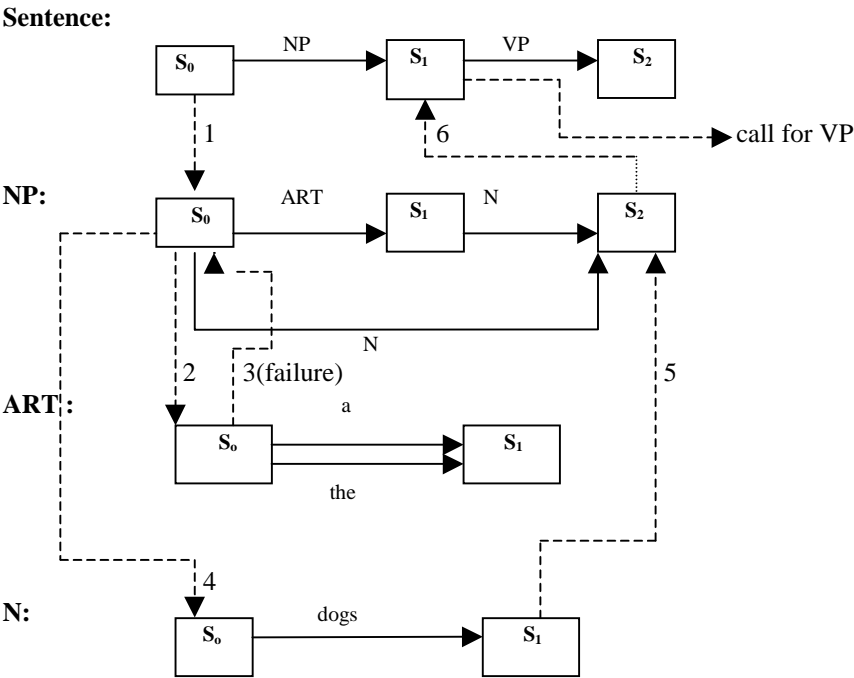 Sentence:
NP VP
S₀ S₁ S₂
1 6 call for VP
NP:
ART N
S₀ S₁ S₂
N
2 3(failure) 5
ART :
a
Sₒ S₁
the
4
N:
dogs
Sₒ S₁